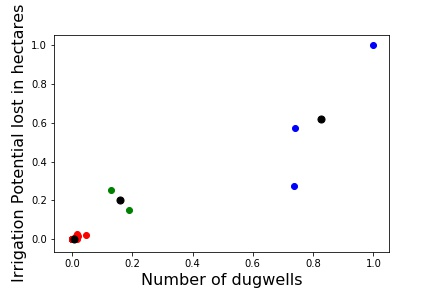 Irrigation Potential lost in hectares
1.0
0.8
0.6
0.4
0.2
0.0
0.0 0.2 0.4 0.6 0.8 1.0
Number of dugwells